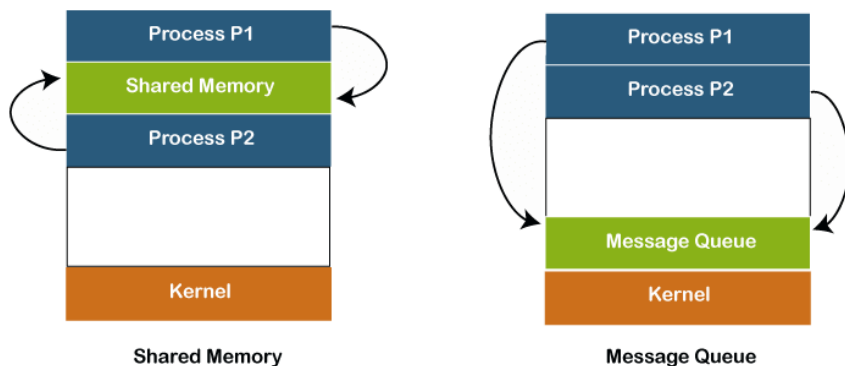 Process P1
Shared Memory
Process P2
Kernel
Shared Memory
Process P1
Process P2
Message Queue
Kernel
Message Queue